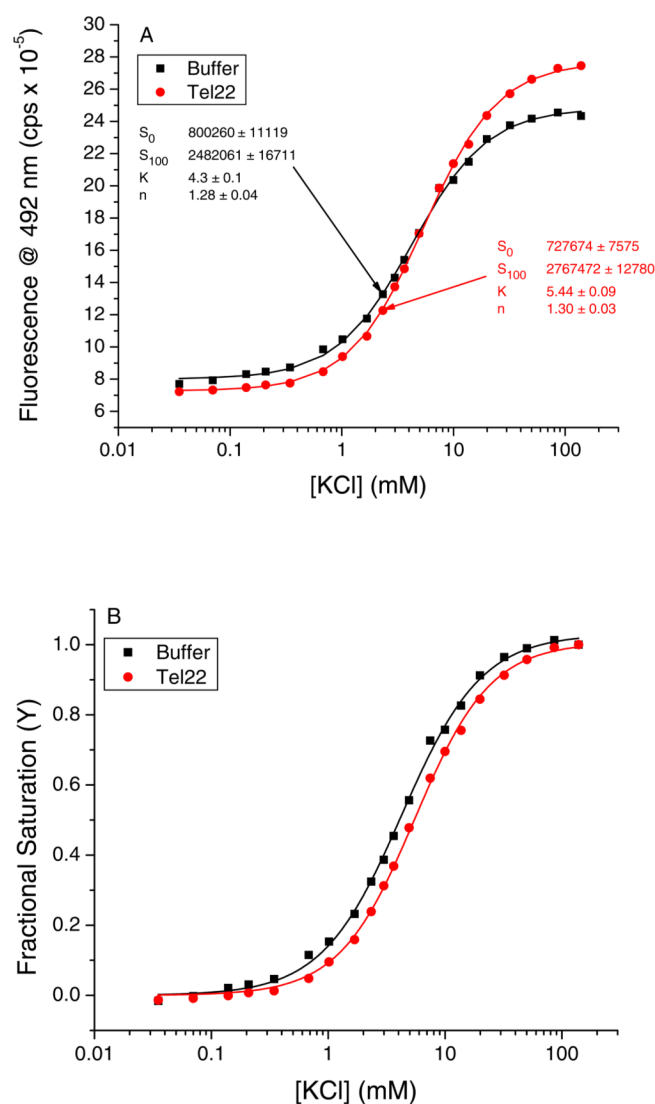 A
Buffer
Tel22
S0 800260 ± 11119
S100 2482061 ± 16711
K 4.3 ± 0.1
n 1.28 ± 0.04
S0 727674 ± 7575
S100 2767472 ± 12780
K 5.44 ± 0.09
n 1.30 ± 0.03
Fluorescence @ 492 nm (cps x 10-5)
28
26
24
22
20
18
16
14
12
10
8
6
0.01 0.1 1 10 100
[KCl] (mM)
B
Buffer
Tel22
Fractional Saturation (Y)
1.0
0.8
0.6
0.4
0.2
0.0
0.01 0.1 1 10 100
[KCl] (mM)